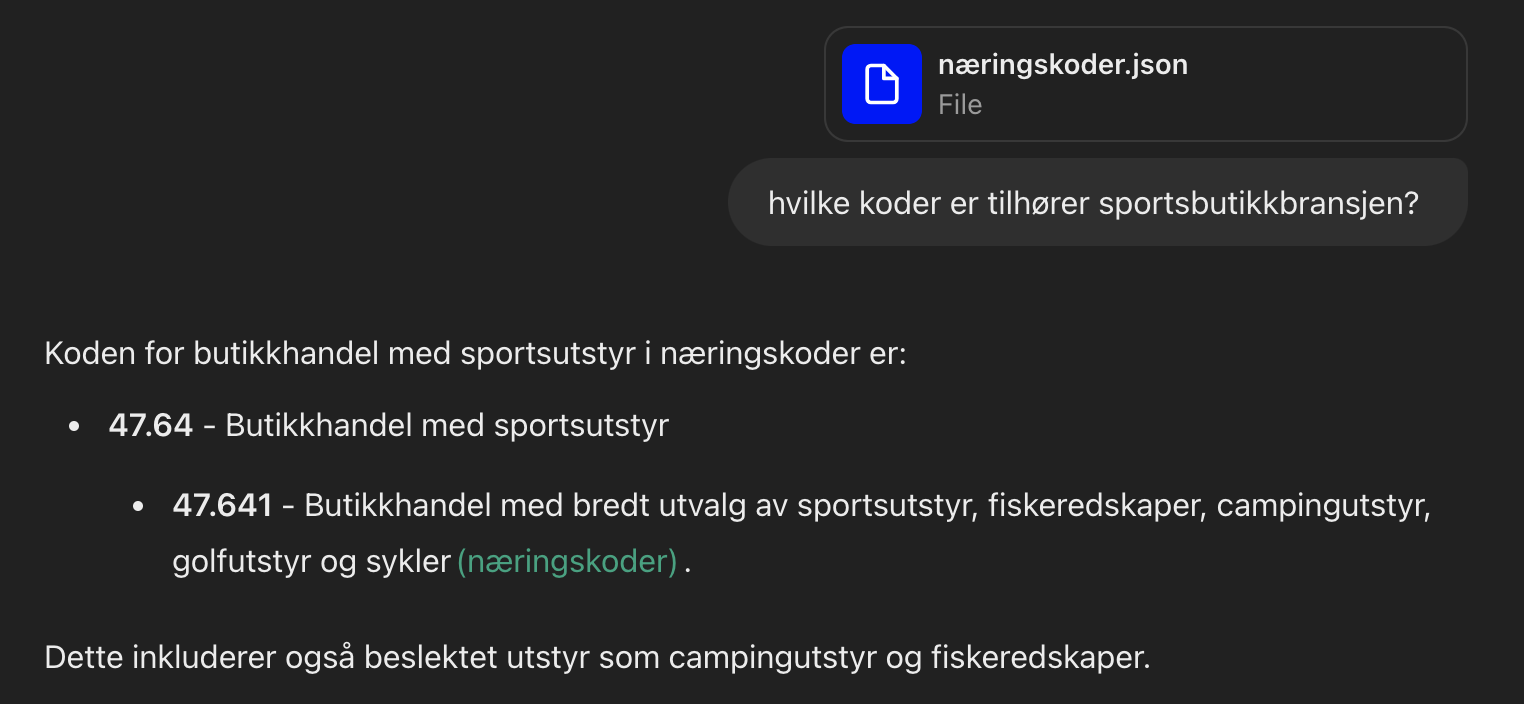 næringskoder.json
File
hvilke koder er tilhører sportsbutikkbransjen?
Koden for butikkhandel med sportsutstyr i næringskoder er:
• 47.64 - Butikkhandel med sportsutstyr
• 47.641 - Butikkhandel med bredt utvalg av sportsutstyr, fiskeredskaper, campingutstyr,
golfutstyr og sykler (næringskoder) .
Dette inkluderer også beslektet utstyr som campingutstyr og fiskeredskaper.